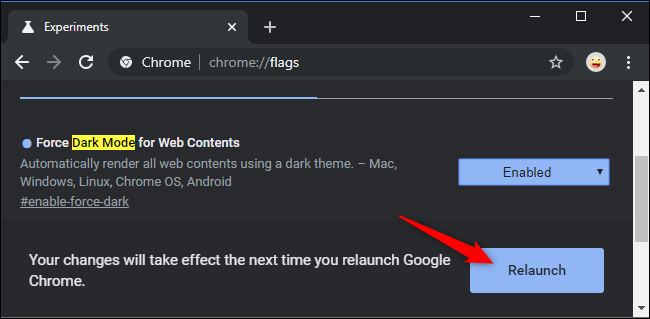 Experiments
Chrome | chrome://flags
Force Dark Mode for Web Contents
Automatically render all web contents using a dark theme. – Mac,
Windows, Linux, Chrome OS, Android
#enable-force-dark
Enabled
Your changes will take effect the next time you relaunch Google
Chrome.
Relaunch